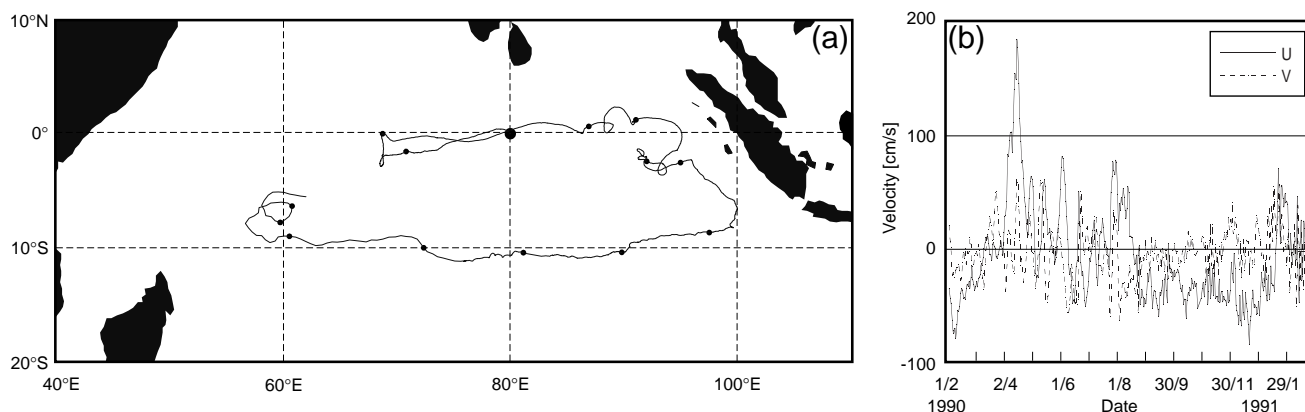 (a)
10°N
0°
10°S
20°S
40°E 60°E 80°E 100°E
(b)
U
V
Velocity [cm/s]
200
100
0
-100
1/2 2/4 1/6 1/8 30/9 30/11 29/1
1990 Date 1991